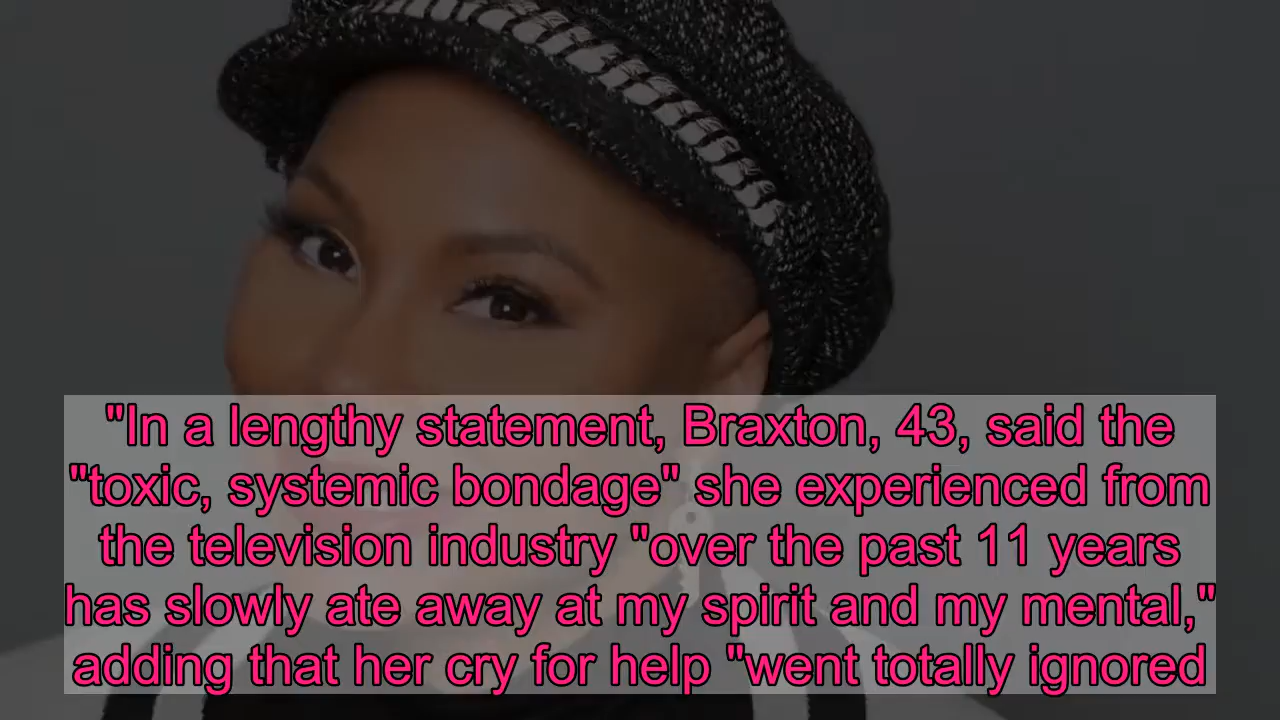 "In a lengthy statement, Braxton, 43, said the
"toxic, systemic bondage" she experienced from
the television industry "over the past 11 years
has slowly ate away at my spirit and my mental,"
adding that her cry for help "went totally ignored